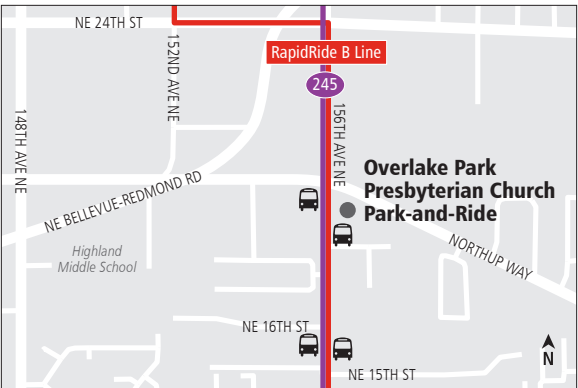 NE 24TH ST
RapidRide B Line
152ND AVE NE
245
148TH AVE NE
156TH AVE NE
Overlake Park
Presbyterian Church
Park-and-Ride
NE BELLEVUE-REDMOND RD
NORTHUP WAY
Highland
Middle School
NE 16TH ST
N
NE 15TH ST